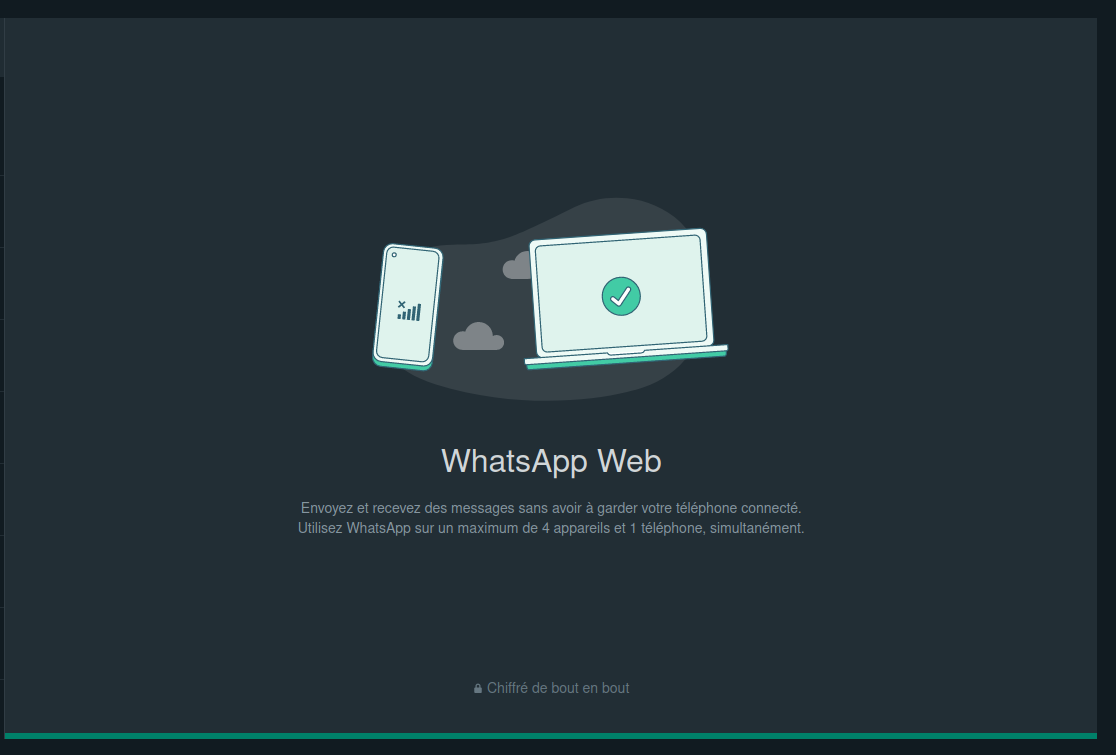 WhatsApp Web
Envoyez et recevez des messages sans avoir à garder votre téléphone connecté.
Utilisez WhatsApp sur un maximum de 4 appareils et 1 téléphone, simultanément.
Chiffré de bout en bout